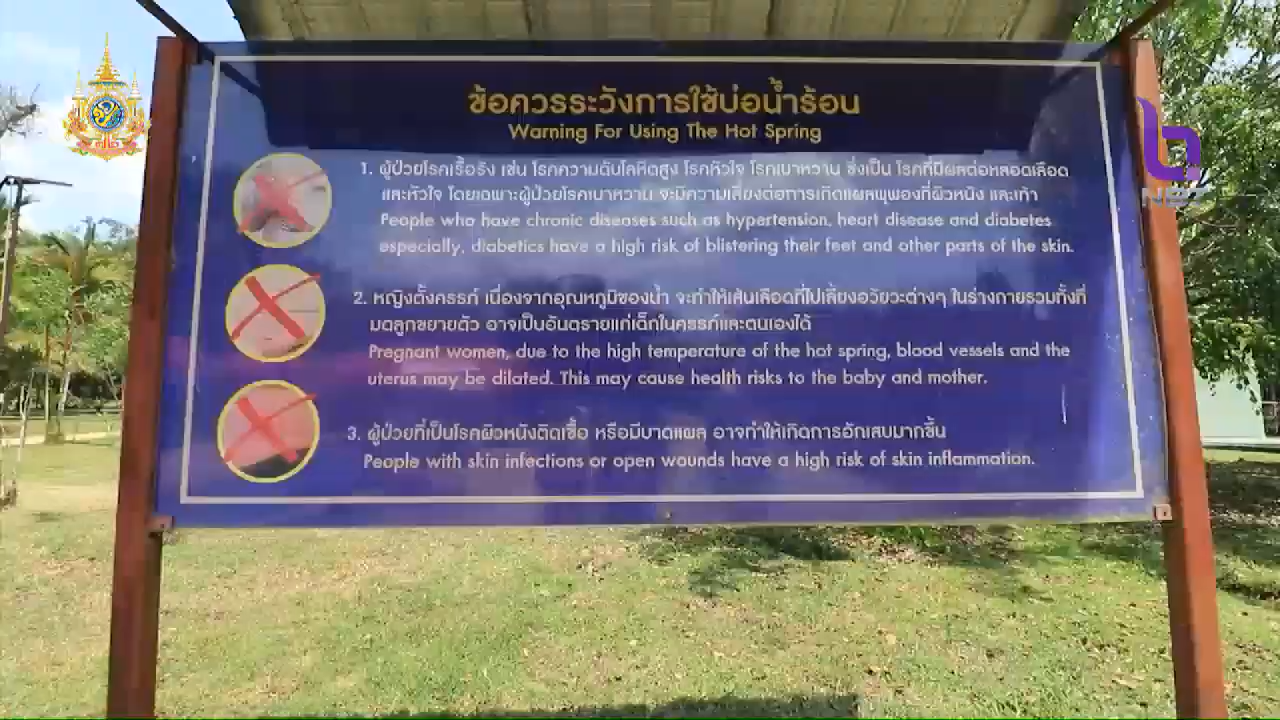 ข้อควรระวังการใช้บ่อน้ำร้อน
Warning For Using The Hot Spring
1. ผู้ป่วยโรคเรื้อรัง เช่น โรคความดันโลหิตสูง โรคหัวใจ โรคเบาหวาน ซึ่งเป็น โรคที่มีผลต่อหลอดเลือด
และหัวใจ โดยเฉพาะผู้ป่วยโรคเบาหวาน จะมีความเสี่ยงต่อการเกิดแผลพุพองที่ผิวหนัง และเท้า
People who have chronic diseases such as hypertension, heart disease and diabetes
especially, diabetics have a high risk of blistering their feet and other parts of the skin.
2. หญิงตั้งครรภ์ เนื่องจากอุณหภูมิของน้ำ จะทำให้เส้นเลือดที่ไปเลี้ยงอวัยวะต่างๆ ในร่างกายรวมทั้งที่
มดลูกขยายตัว อาจเป็นอันตรายแก่เด็กในครรภ์และตนเองได้
Pregnant women, due to the high temperature of the hot spring, blood vessels and the
uterus may be dilated. This may cause health risks to the baby and mother.
3. ผู้ป่วยที่เป็นโรคผิวหนังติดเชื้อ หรือมีบาดแผล อาจทำให้เกิดการอักเสบมากขึ้น
People with skin infections or open wounds have a high risk of skin inflammation.